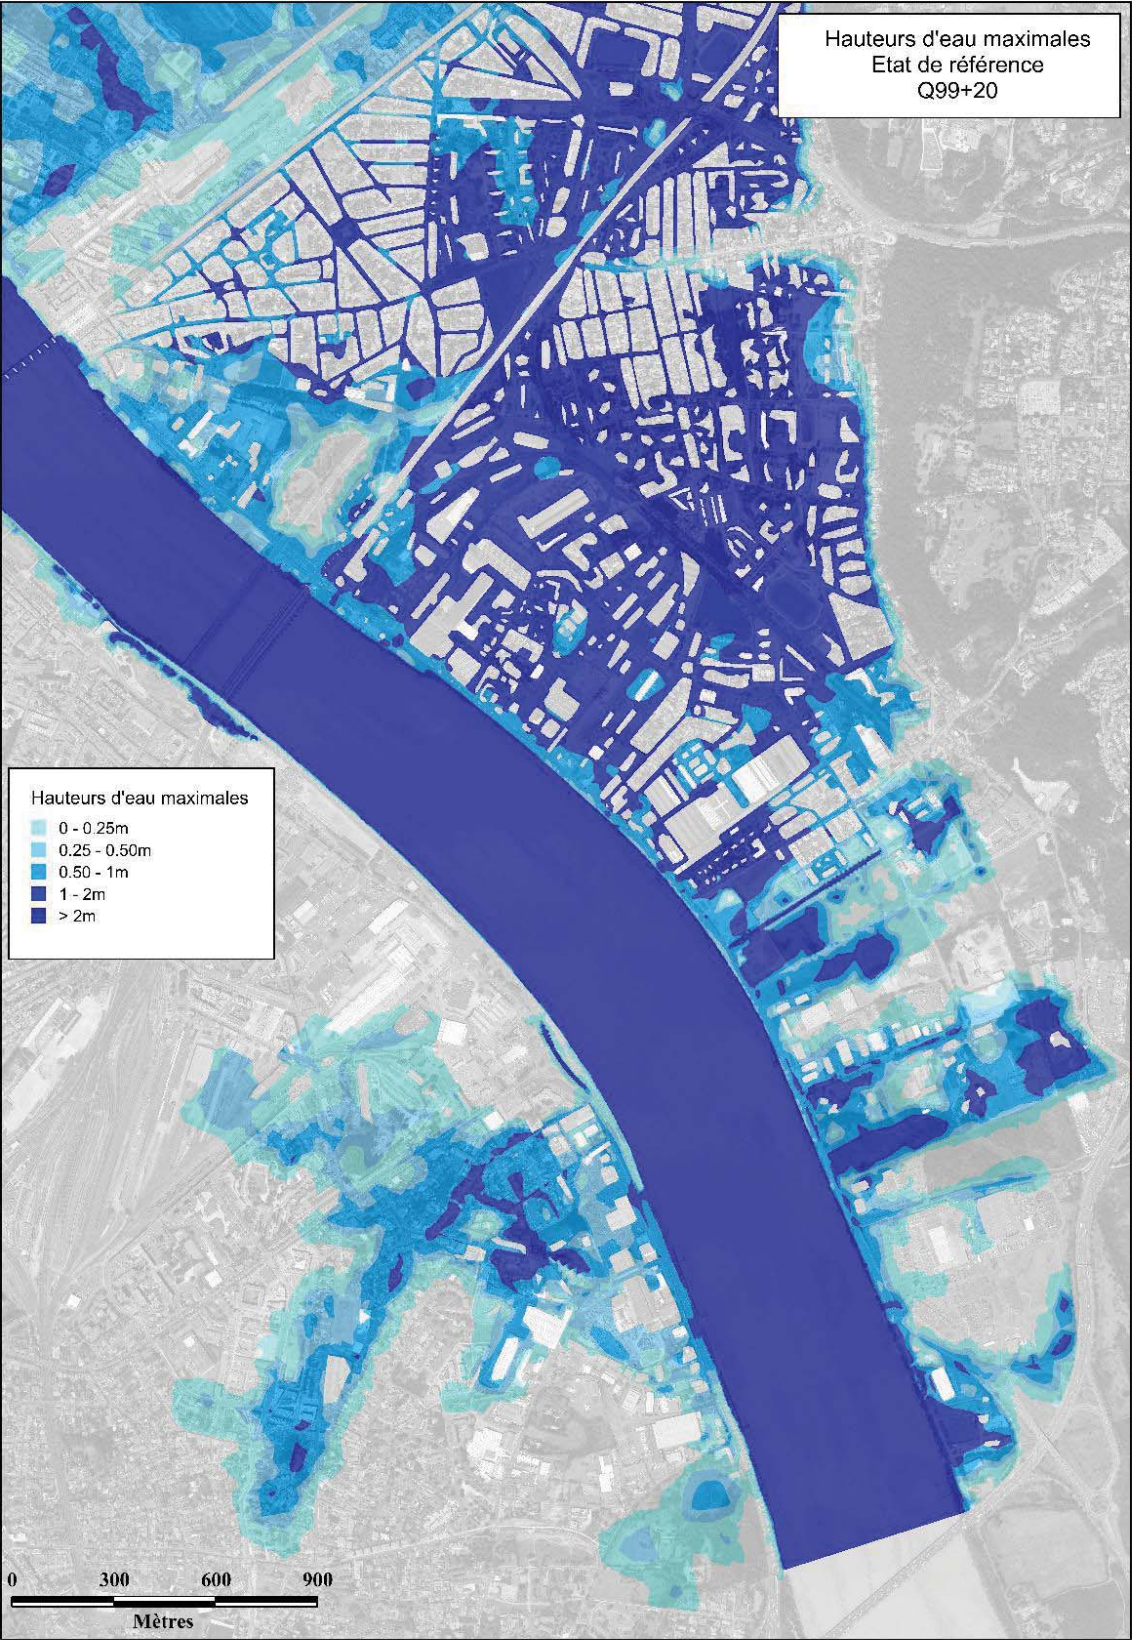 Hauteurs d'eau maximales
Etat de référence
Q99+20
Hauteurs d'eau maximales
0 - 0.25m
0.25 - 0.50m
0.50 - 1m
1 - 2m
> 2m
0 300 600 900
Mètres